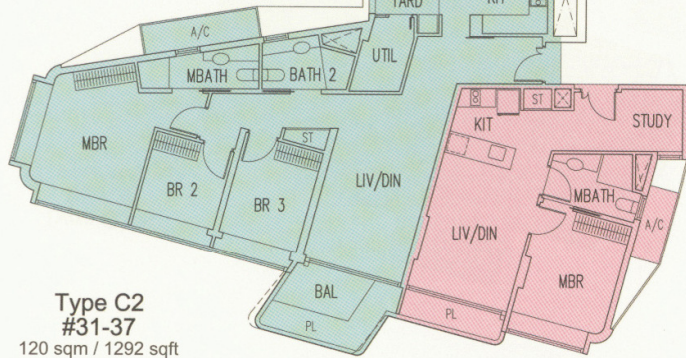 YARD
KIT
A/C
UTIL
MBATH
BATH 2
ST
KIT
STUDY
MBR
ST
BR 2
BR 3
LIV/DIN
MBATH
A/C
LIV/DIN
MBR
BAL
PL
PL
Type C2
#31-37
120 sqm / 1292 sqft